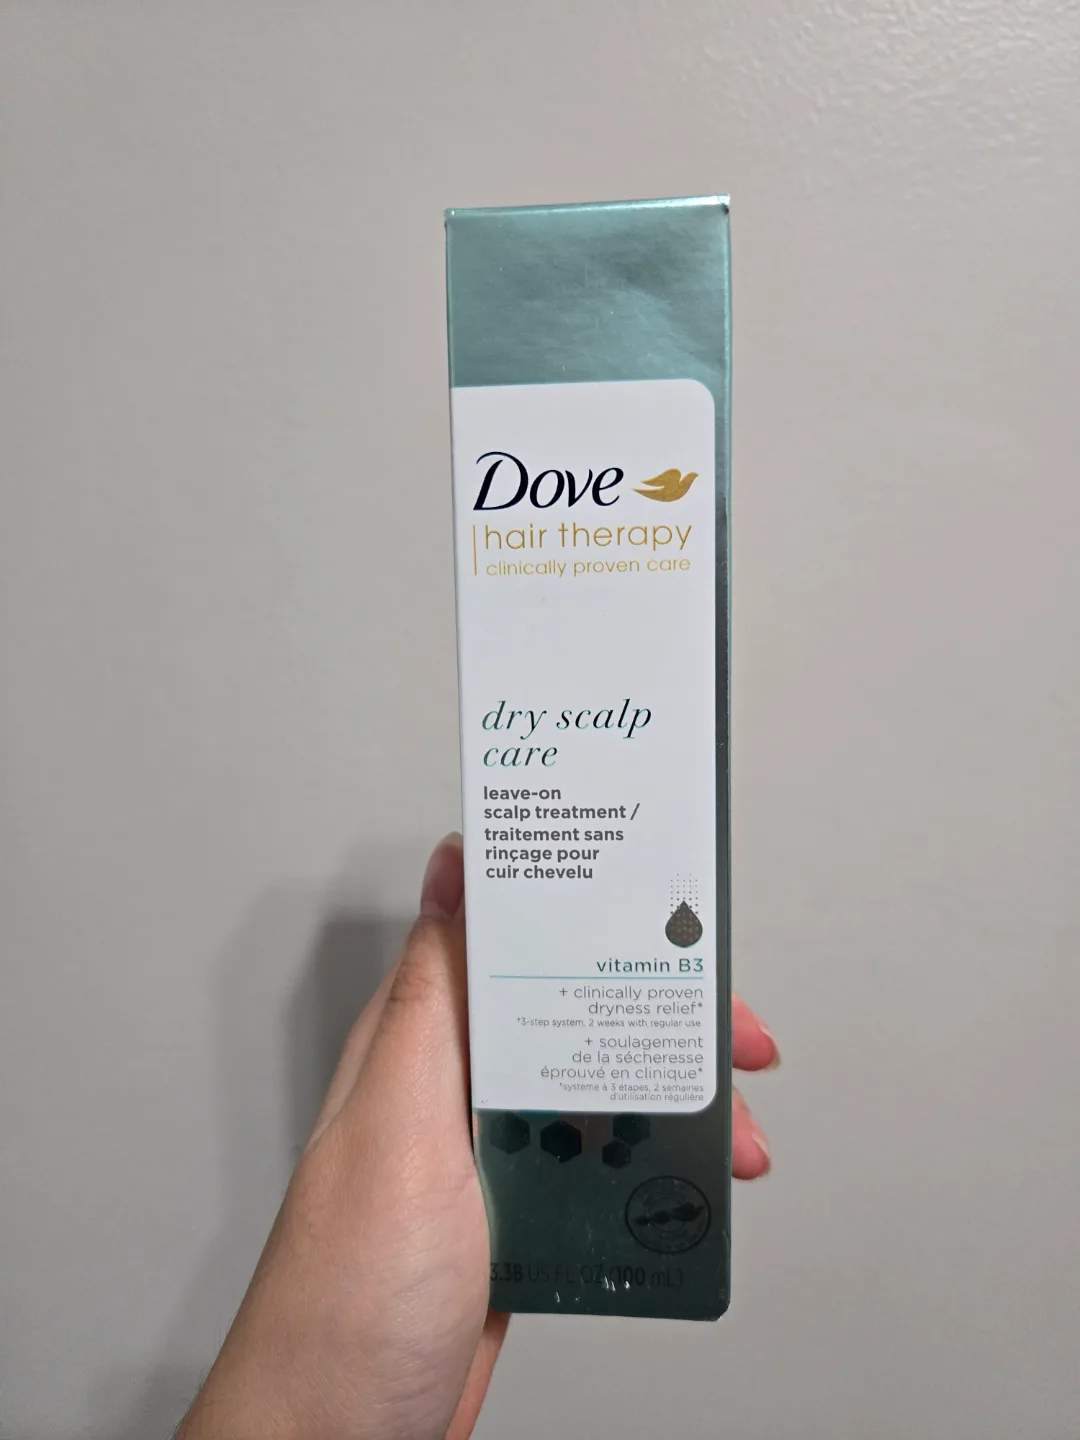 Dove
hair therapy
clinically proven care
dry scalp
care
leave-on
scalp treatment /
traitement sans
rinçage pour
cuir chevelu
vitamin B3
+ clinically proven
dryness relief*
*3-step system, 2 weeks with regular use
+ soulagement
de la sécheresse
éprouvé en clinique*
*système à 3 étapes, 2 semaines
d'utilisation régulière
3.38 US FL OZ (100 mL)